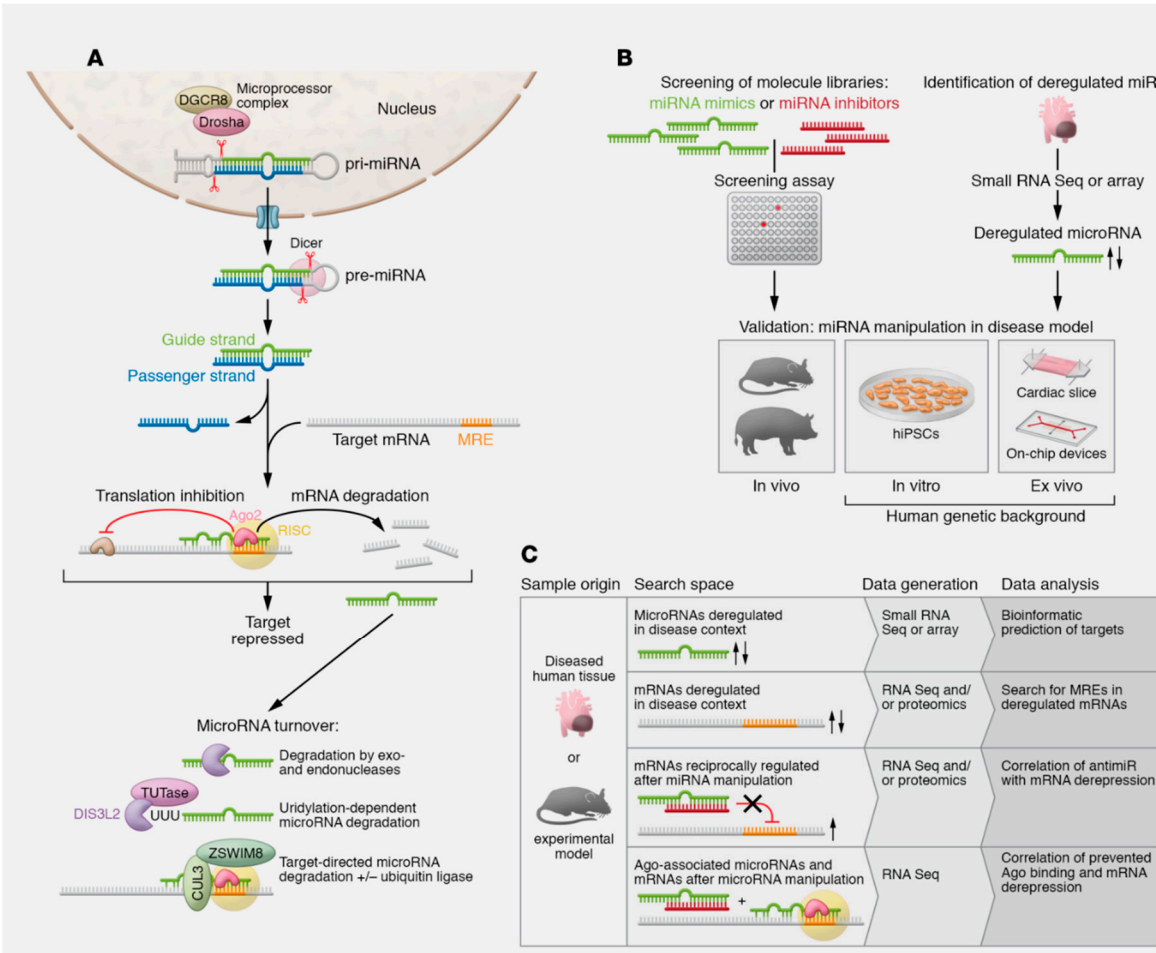 A
DGCR8
Microprocessor
complex
Drosha
Nucleus
pri-miRNA
Dicer
pre-miRNA
Guide strand
Passenger strand
Target mRNA
MRE
Translation inhibition
mRNA degradation
Ago2
RISC
Target
repressed
MicroRNA turnover:
Degradation by exo-
and endonucleases
TUTase
DIS3L2
UUU
Uridylation-dependent
microRNA degradation
ZSWIM8
CUL3
Target-directed microRNA
degradation +/– ubiquitin ligase
B
Screening of molecule libraries:
miRNA mimics or miRNA inhibitors
Screening assay
Identification of deregulated miR
Small RNA Seq or array
Deregulated microRNA
Validation: miRNA manipulation in disease model
hiPSCs
Cardiac slice
On-chip devices
In vivo
In vitro
Ex vivo
Human genetic background
C
Sample origin
Search space
Data generation
Data analysis
Diseased
human tissue
or
experimental
model
MicroRNAs deregulated
in disease context
Small RNA
Seq or array
Bioinformatic
prediction of targets
mRNAs deregulated
in disease context
RNA Seq and/
or proteomics
Search for MREs in
deregulated mRNAs
mRNAs reciprocally regulated
after miRNA manipulation
RNA Seq and/
or proteomics
Correlation of antimiR
with mRNA derepression
Ago-associated microRNAs and
mRNAs after microRNA manipulation
+
RNA Seq
Correlation of prevented
Ago binding and mRNA
derepression